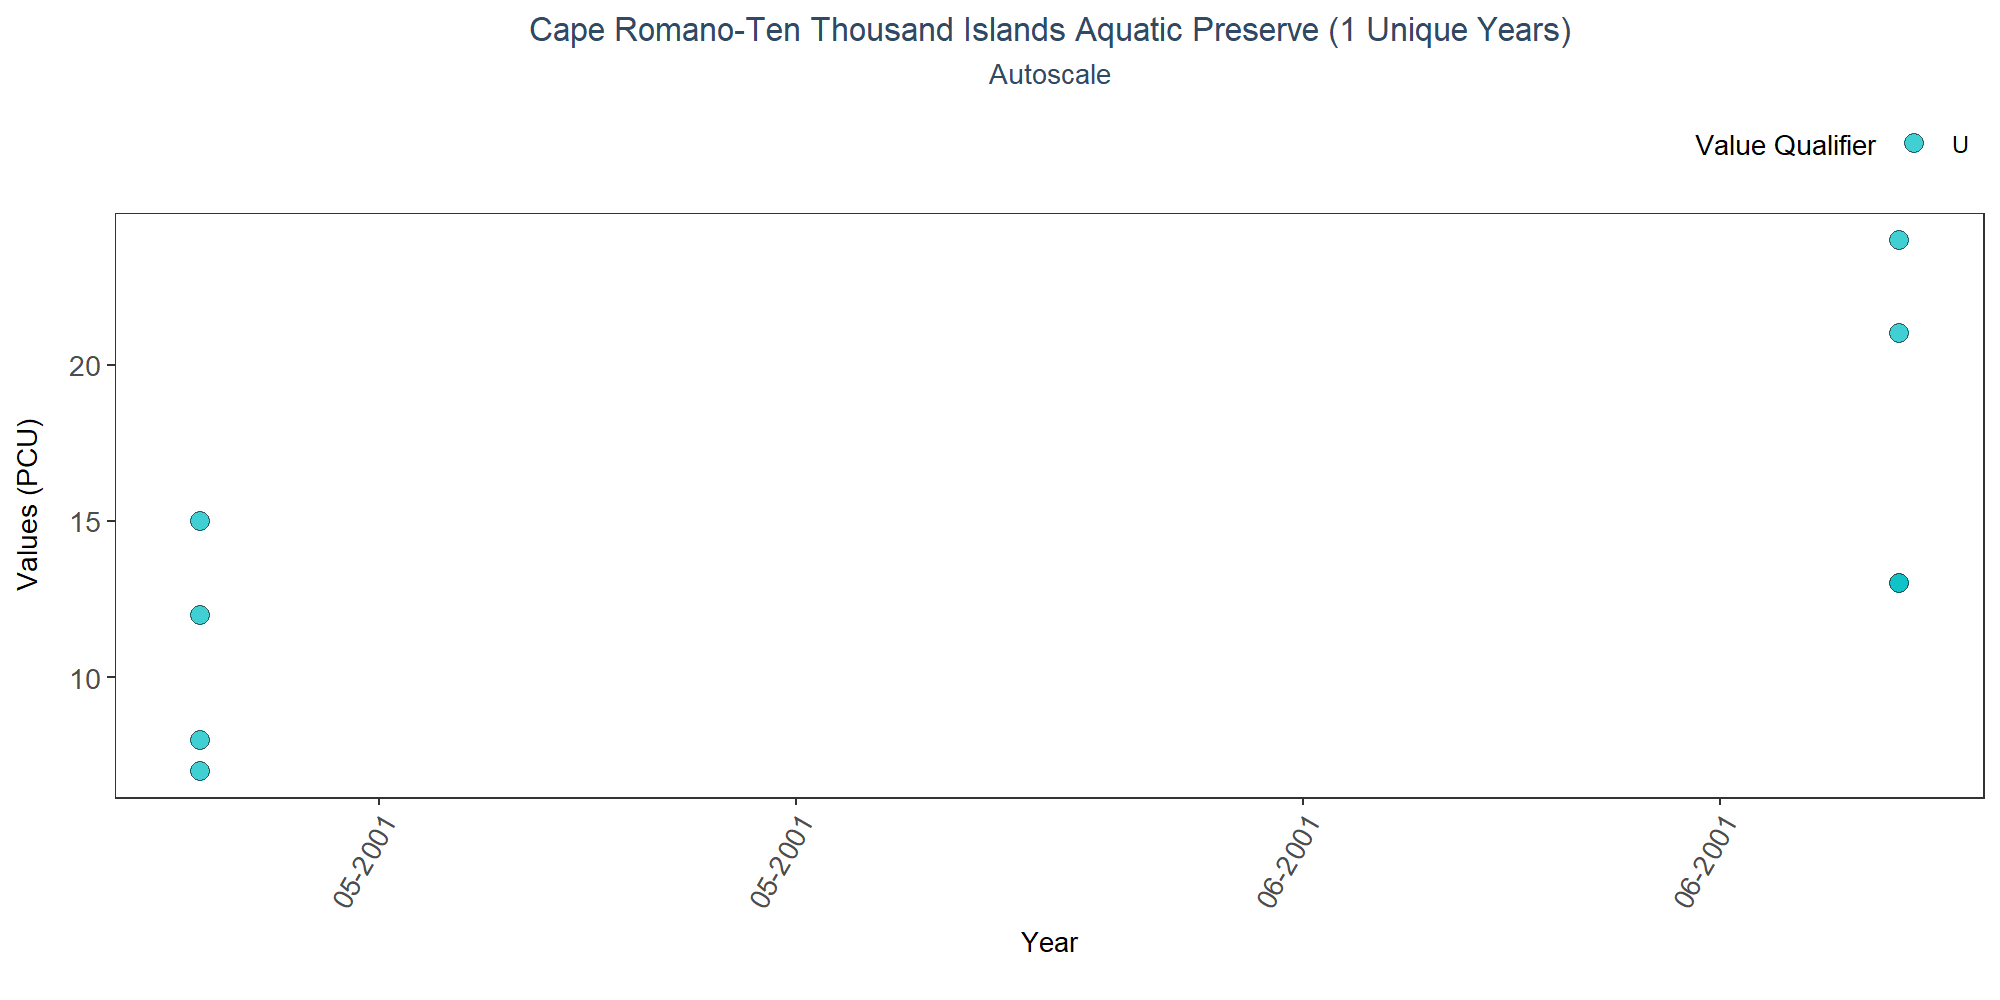 Cape Romano-Ten Thousand Islands Aquatic Preserve (1 Unique Years)
Autoscale
Value Qualifier U
20
15
10
Values (PCU)
05-2001
05-2001
06-2001
06-2001
Year